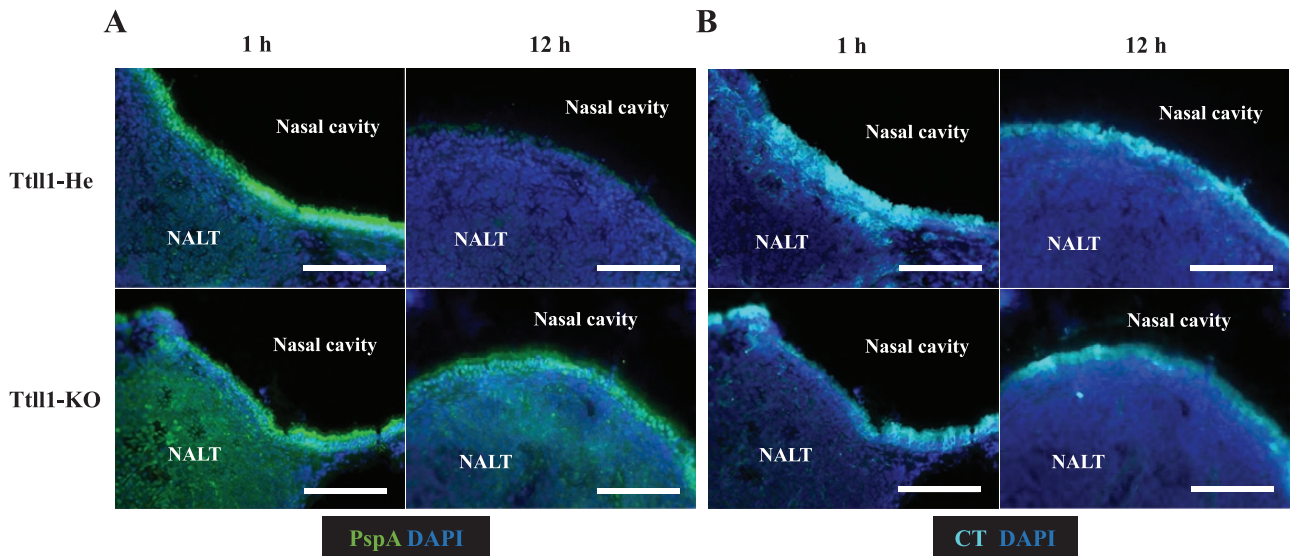 A
B
1 h
12 h
1 h
12 h
Ttll1-He
Nasal cavity
NALT
Nasal cavity
NALT
Nasal cavity
NALT
Nasal cavity
NALT
Ttll1-KO
Nasal cavity
NALT
Nasal cavity
NALT
Nasal cavity
NALT
Nasal cavity
NALT
PspA DAPI
CT DAPI